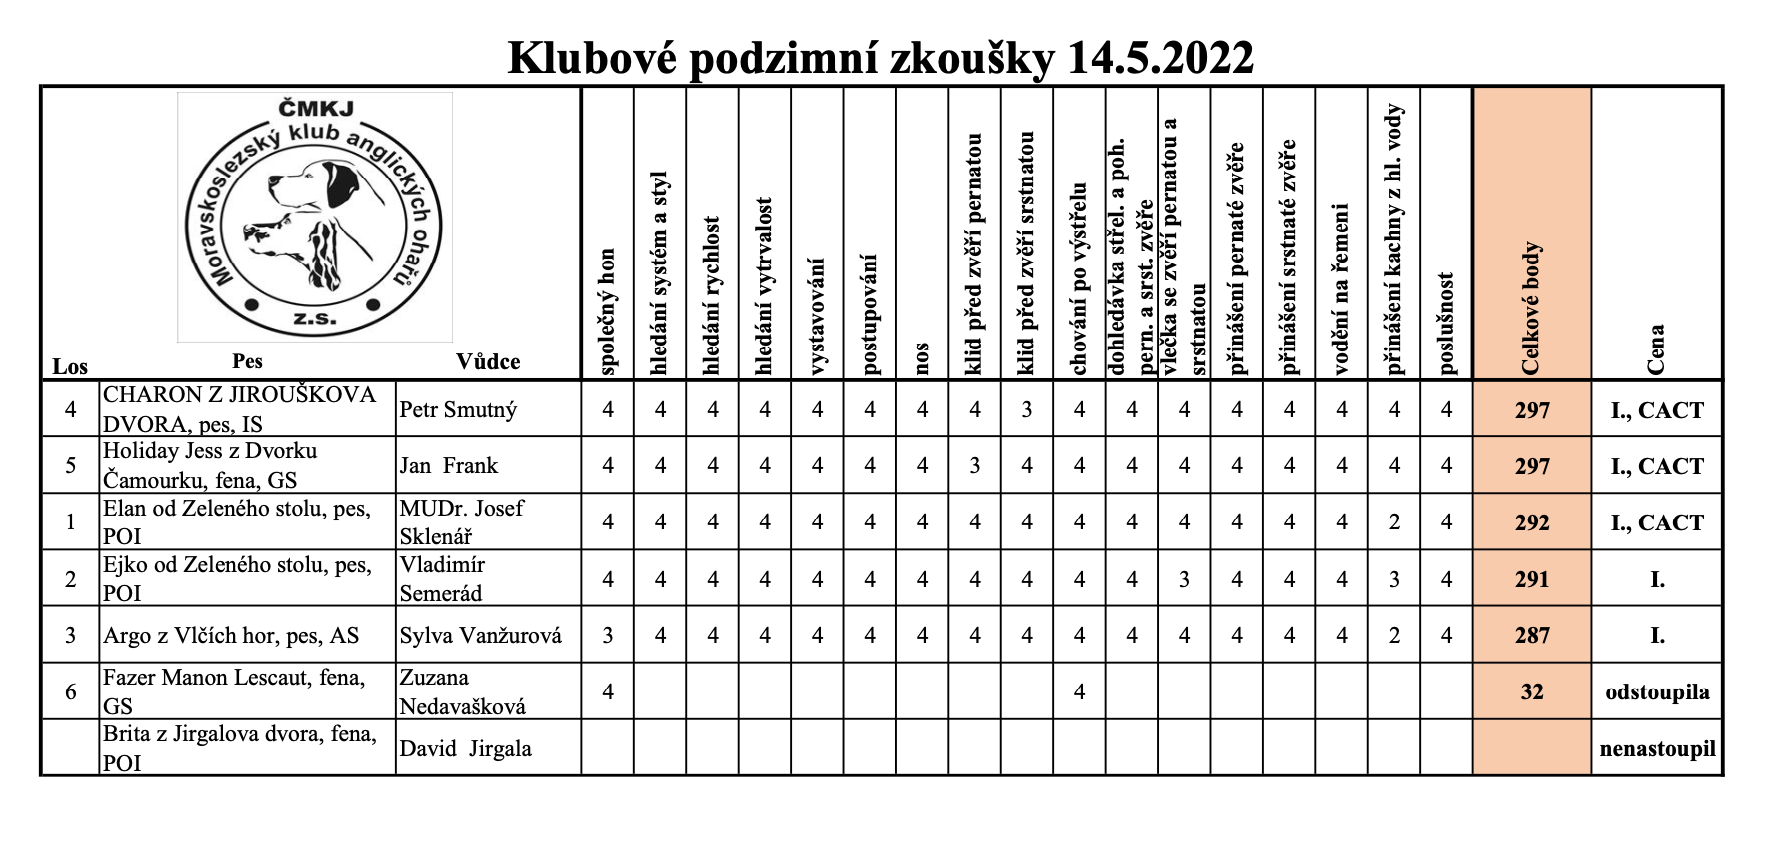 Klubové podzimní zkoušky 14.5.2022
ČMKJ
Moravskoslezský klub anglických ohařů
z.s.
Los
Pes
Vůdce
společný hon
hledání systém a styl
hledání rychlost
hledání vytrvalost
vystavování
postupování
nos
klid před zvěří pernatou
klid před zvěří srstnatou
chování po výstřelu
dohledávka střel. a poh.
pern. a srst. zvěře
vlečka se zvěří pernatou a
srstnatou
přinášení pernaté zvěře
přinášení srstnaté zvěře
vodění na řemeni
přinášení kachny z hl. vody
poslušnost
Celkové body
Cena
CHARON Z JIROUŠKOVA
4 DVORA, pes, IS Petr Smutný 4 4 4 4 4 4 4 4 3 4 4 4 4 4 4 4 4 297 I., CACT
Holiday Jess z Dvorku
5 Čamourku, fena, GS Jan Frank 4 4 4 4 4 4 4 3 4 4 4 4 4 4 4 4 4 297 I., CACT
Elan od Zeleného stolu, pes, MUDr. Josef
1 POI Sklenář 4 4 4 4 4 4 4 4 4 4 4 4 4 4 4 2 4 292 I., CACT
Ejko od Zeleného stolu, pes, Vladimír
2 POI Semerád 4 4 4 4 4 4 4 4 4 4 4 3 4 4 4 3 4 291 I.
3 Argo z Vlčích hor, pes, AS Sylva Vanžurová 3 4 4 4 4 4 4 4 4 4 4 4 4 4 4 2 4 287 I.
Fazer Manon Lescaut, fena, Zuzana
6 GS Nedavašková 4 4 32 odstoupila
Brita z Jirgalova dvora, fena,
POI David Jirgala nenastoupil